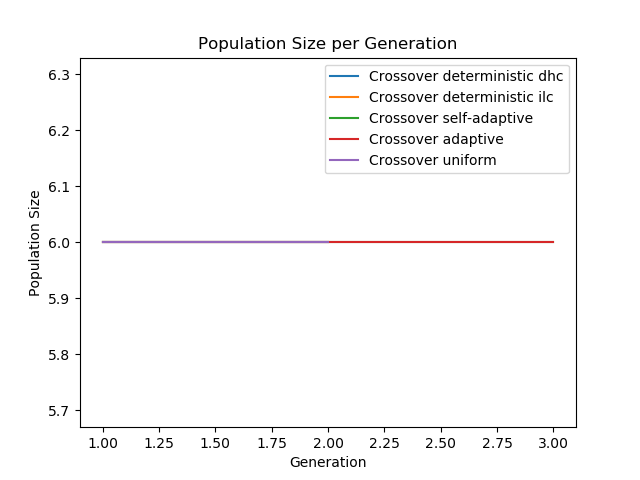 Population Size per Generation
Crossover deterministic dhc
Crossover deterministic ilc
Crossover self-adaptive
Crossover adaptive
Crossover uniform
Population Size
6.3
6.2
6.1
6.0
5.9
5.8
5.7
1.00 1.25 1.50 1.75 2.00 2.25 2.50 2.75 3.00
Generation